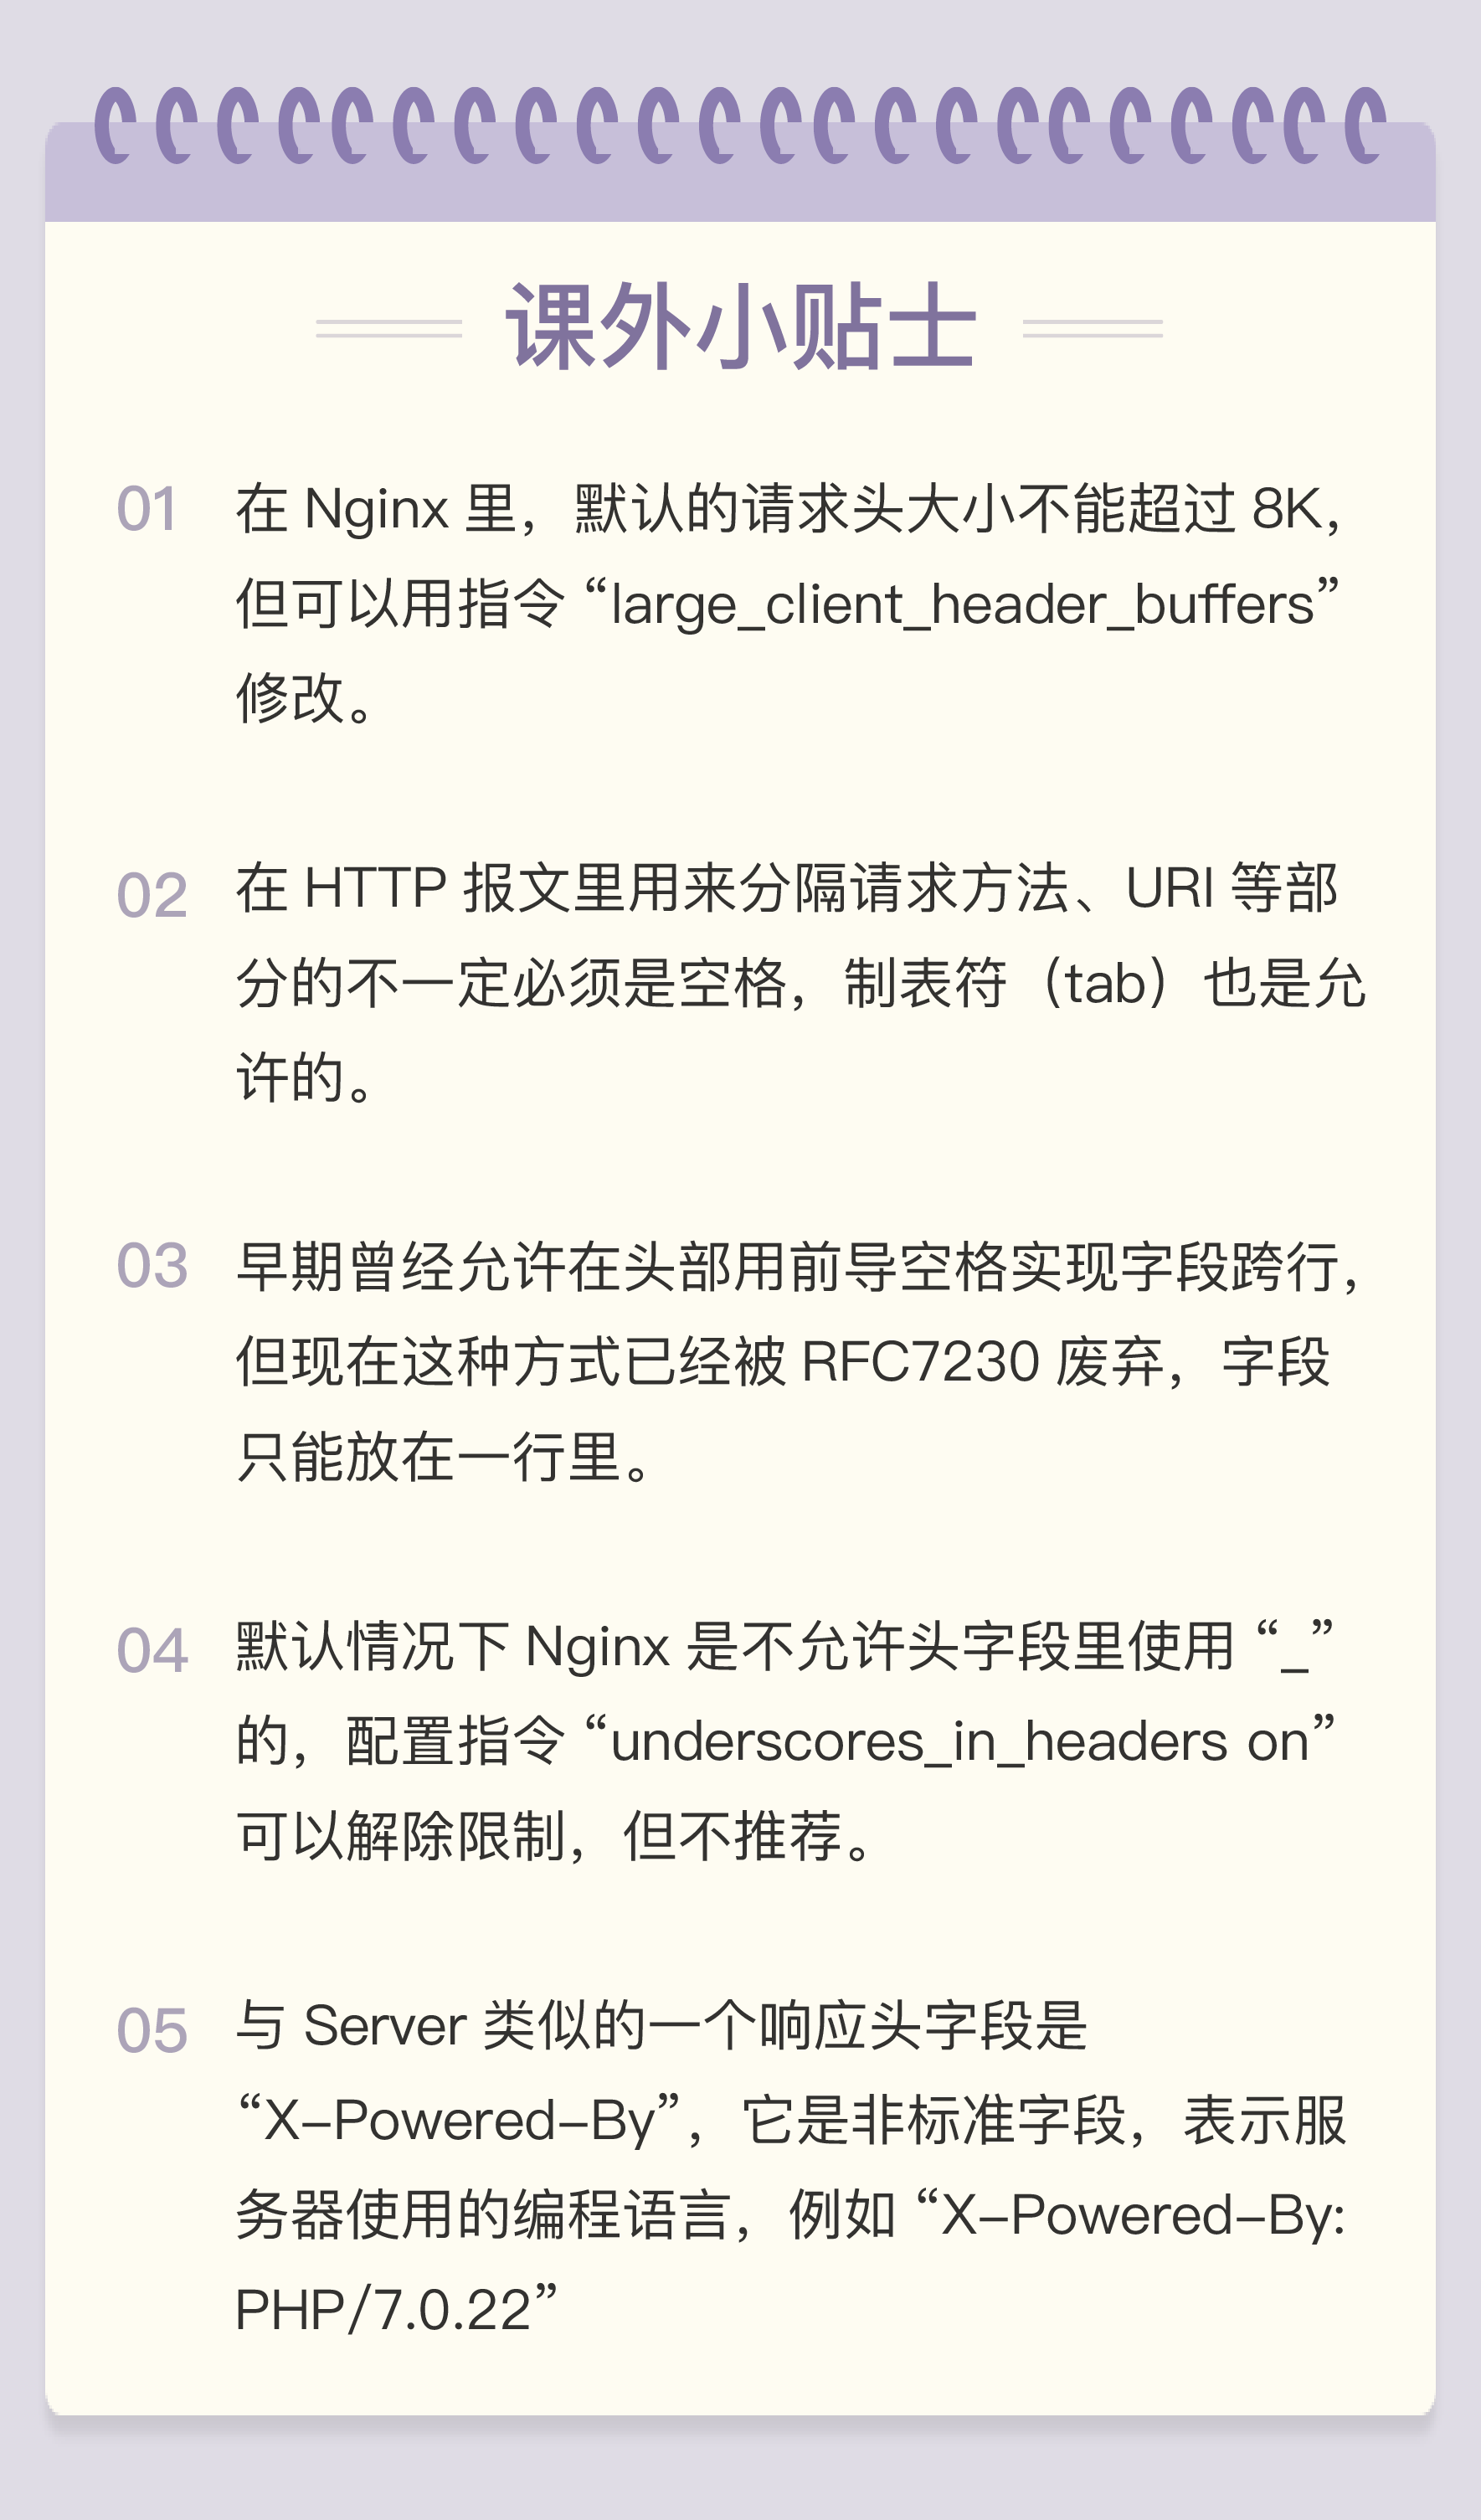 课外小贴士
01 在 Nginx 里，默认的请求头大小不能超过 8K，
但可以用指令 “large_client_header_buffers”
修改。
02 在 HTTP 报文里用来分隔请求方法、URI 等部
分的不一定必须是空格，制表符（tab）也是允
许的。
03 早期曾经允许在头部用前导空格实现字段跨行，
但现在这种方式已经被 RFC7230 废弃，字段
只能放在一行里。
04 默认情况下 Nginx 是不允许头字段里使用 “_”
的，配置指令 “underscores_in_headers on”
可以解除限制，但不推荐。
05 与 Server 类似的一个响应头字段是
“X–Powered–By”，它是非标准字段，表示服
务器使用的编程语言，例如 “X–Powered–By:
PHP/7.0.22”